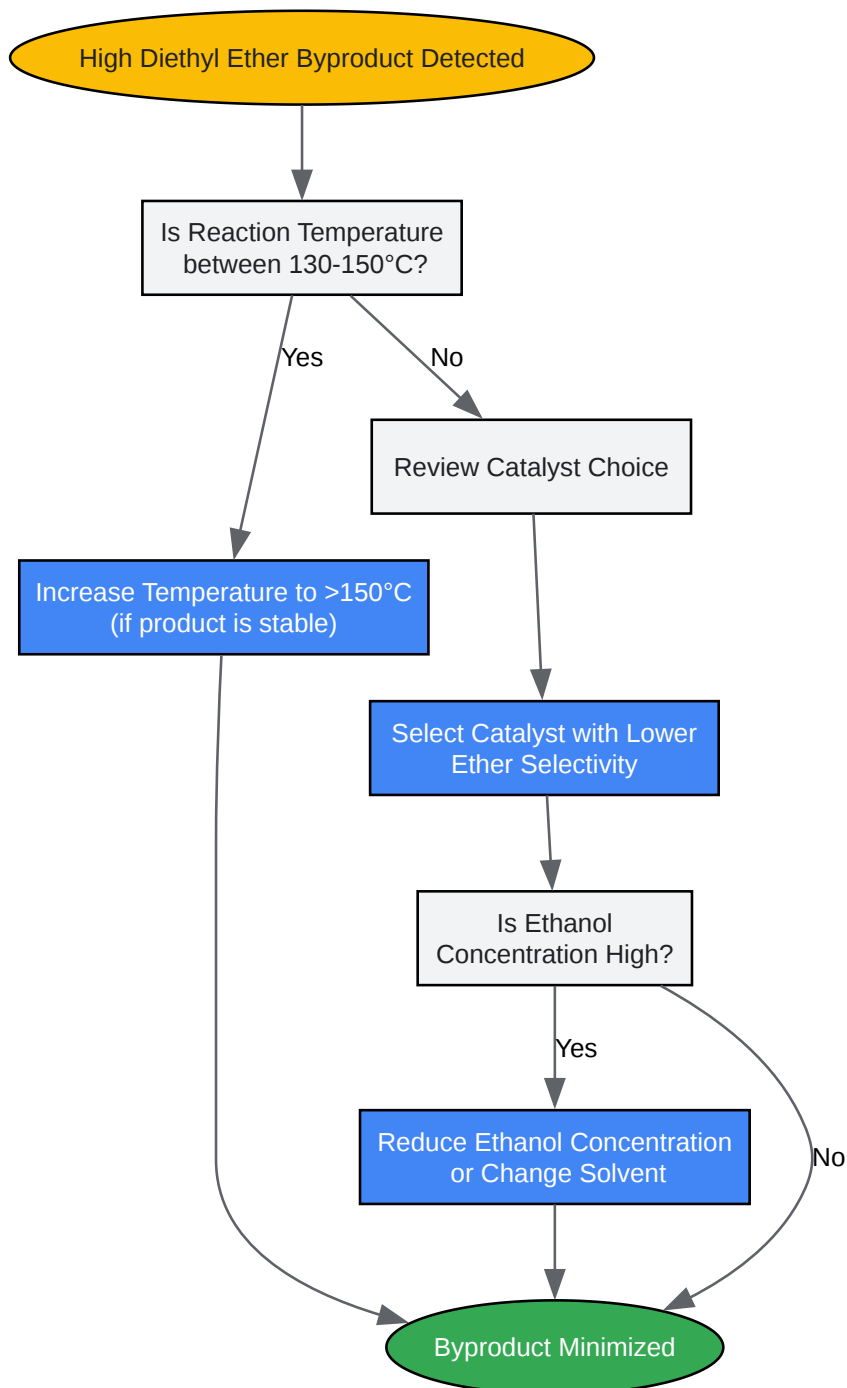 High Diethyl Ether Byproduct Detected
Is Reaction Temperature
between 130-150°C?
Yes
No
Review Catalyst Choice
Increase Temperature to >150°C
(if product is stable)
Select Catalyst with Lower
Ether Selectivity
Is Ethanol
Concentration High?
Yes
Reduce Ethanol Concentration
or Change Solvent
No
Byproduct Minimized